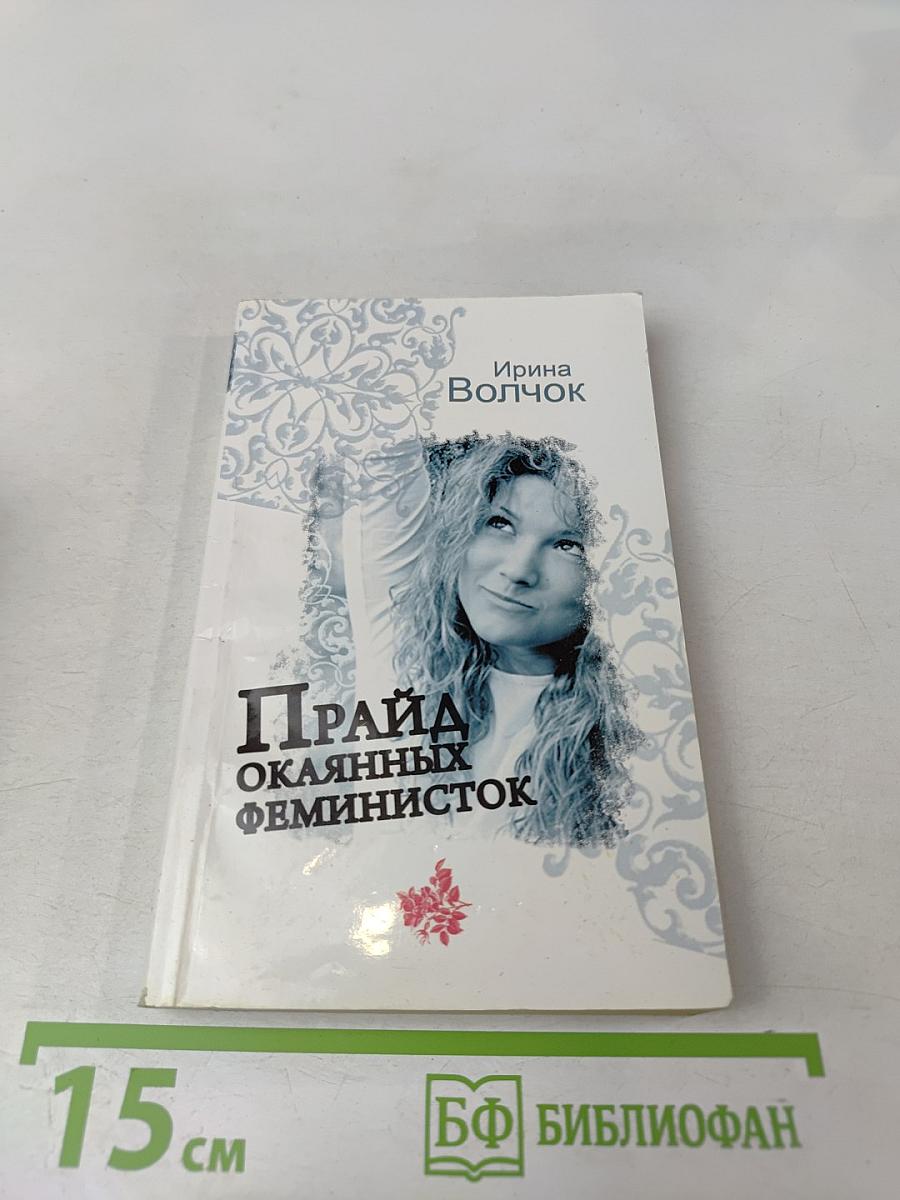 Ирина
Волчок
Прайд
окаянных
феминисток
15 см
БФ БИБЛИОФАН